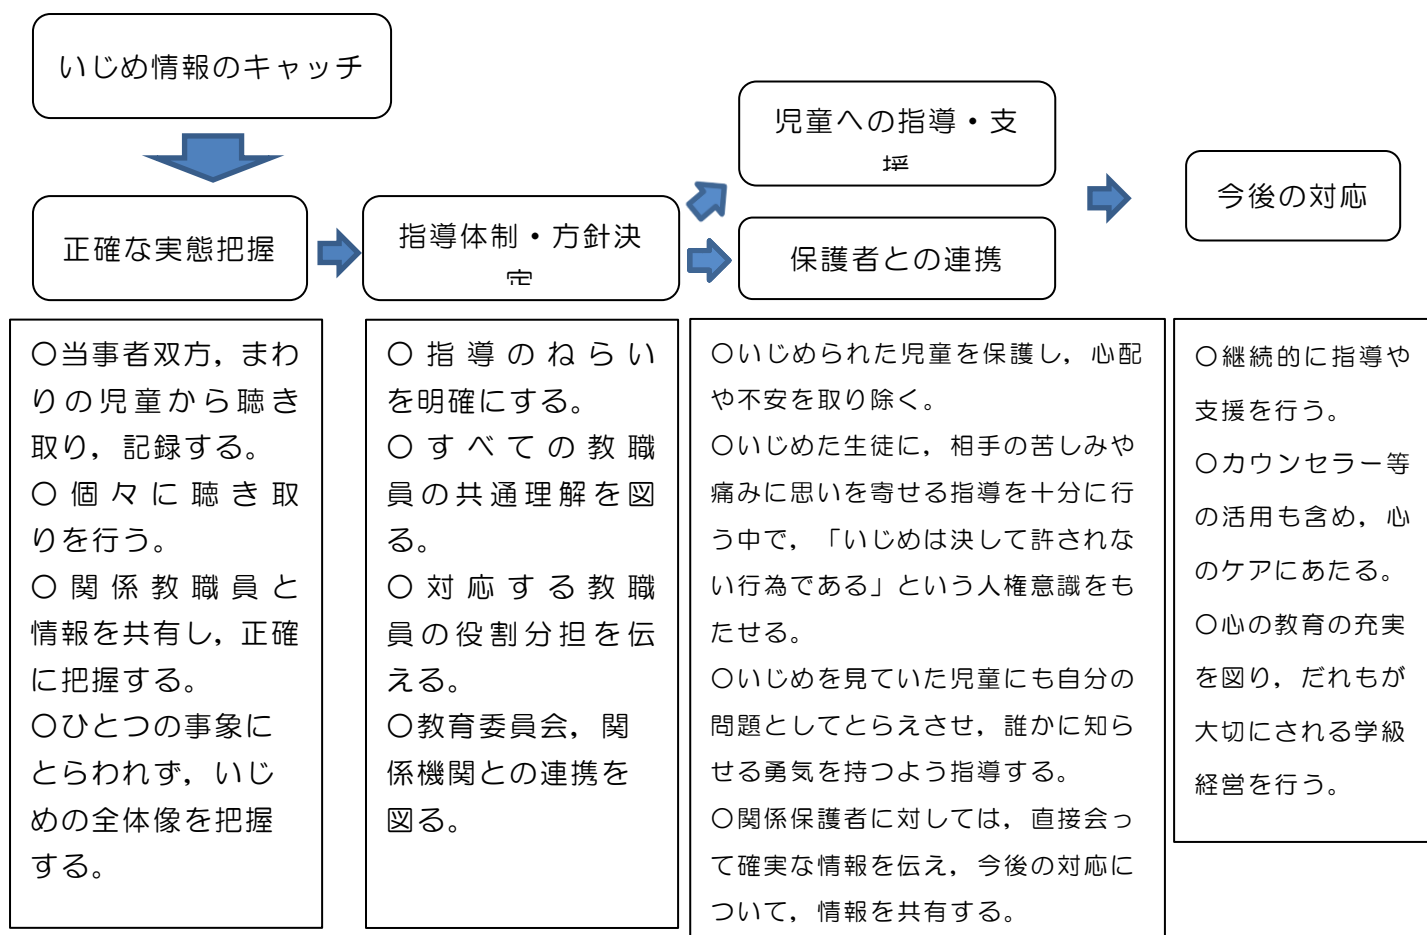 いじめ情報のキャッチ
正確な実態把握
指導体制・方針決
定
児童への指導・支
援
保護者との連携
今後の対応
〇当事者双方，まわ
りの児童から聴き
取り，記録する。
〇個々に聴き取
りを行う。
〇関係教職員と
情報を共有し，正確
に把握する。
〇ひとつの事象に
とらわれず，いじ
めの全体像を把握
する。
〇指導のねらい
を明確にする。
〇すべての教職
員の共通理解を図
る。
〇対応する教職
員の役割分担を伝
える。
〇教育委員会，関
係機関との連携を
図る。
〇いじめられた児童を保護し，心配
や不安を取り除く。
〇いじめた生徒に，相手の苦しみや
痛みに思いを寄せる指導を十分に行
う中で，「いじめは決して許されな
い行為である」という人権意識をも
たせる。
〇いじめを見ていた児童にも自分の
問題としてとらえさせ，誰かに知ら
せる勇気を持つよう指導する。
〇関係保護者に対しては，直接会っ
て確実な情報を伝え，今後の対応に
ついて，情報を共有する。
〇継続的に指導や
支援を行う。
〇カウンセラー等
の活用も含め，心
のケアにあたる。
〇心の教育の充実
を図り，だれもが
大切にされる学級
経営を行う。